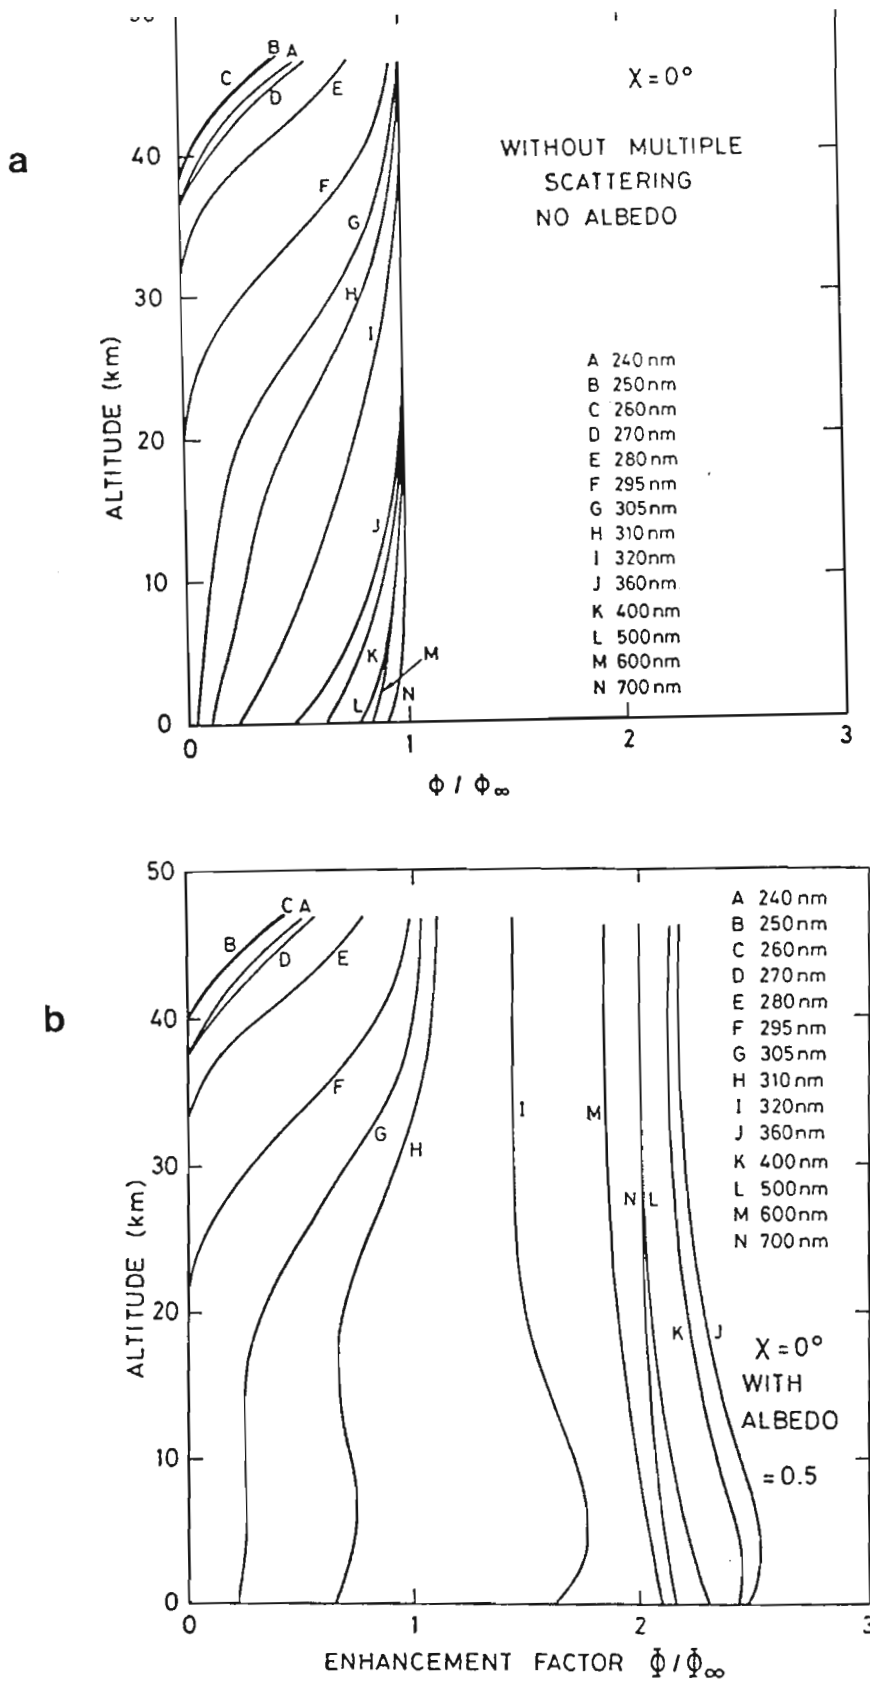 a
B A
C
D
E
χ = 0°
40
WITHOUT MULTIPLE
SCATTERING
NO ALBEDO
F
G
30
H
I
A 240 nm
B 250 nm
C 260 nm
D 270 nm
E 280 nm
F 295 nm
G 305 nm
H 310 nm
I 320 nm
J 360 nm
K 400 nm
L 500 nm
M 600 nm
N 700 nm
ALTITUDE (km)
20
J
10
K
M
L
N
0
0
1
2
3
Φ / Φ∞
b
50
C A
B
D
E
A 240 nm
B 250 nm
C 260 nm
D 270 nm
E 280 nm
F 295 nm
G 305 nm
H 310 nm
I 320 nm
J 360 nm
K 400 nm
L 500 nm
M 600 nm
N 700 nm
40
F
G
H
I
M
30
N L
ALTITUDE (km)
20
K
J
χ = 0°
WITH
ALBEDO
= 0.5
10
0
0
1
2
3
ENHANCEMENT FACTOR Φ / Φ∞